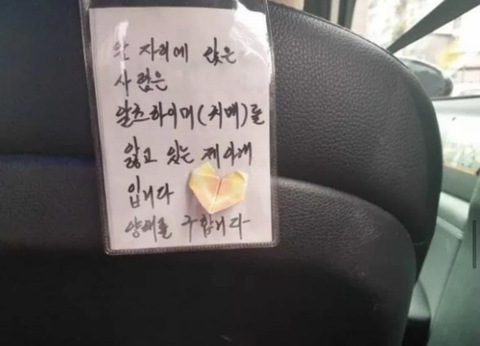 앞 자리에 앉은
사람은
알츠하이머(치매)를
앓고 있는 제 아내
입니다
양해를 구합니다